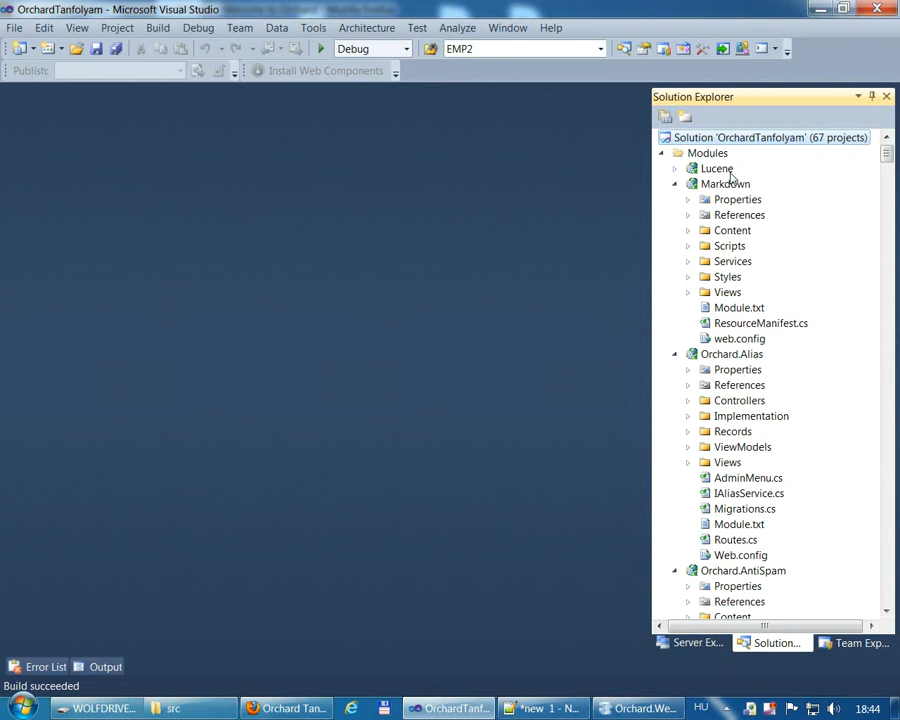 OrchardTanfolyam - Microsoft Visual Studio
File Edit View Project Build Debug Team Data Tools Architecture Test Analyze Window Help
Debug EMP2
Publish: Install Web Components
Solution Explorer
Solution 'OrchardTanfolyam' (67 projects)
Modules
Lucene
Markdown
Properties
References
Content
Scripts
Services
Styles
Views
Module.txt
ResourceManifest.cs
web.config
Orchard.Alias
Properties
References
Controllers
Implementation
Records
ViewModels
Views
AdminMenu.cs
IAliasService.cs
Migrations.cs
Module.txt
Routes.cs
Web.config
Orchard.AntiSpam
Properties
References
Content
Server Ex... Solution... Team Exp...
Error List Output
Build succeeded
WOLFDRIVE... src Orchard Tan... OrchardTanf... *new 1 - N... Orchard.We... HU 18:44